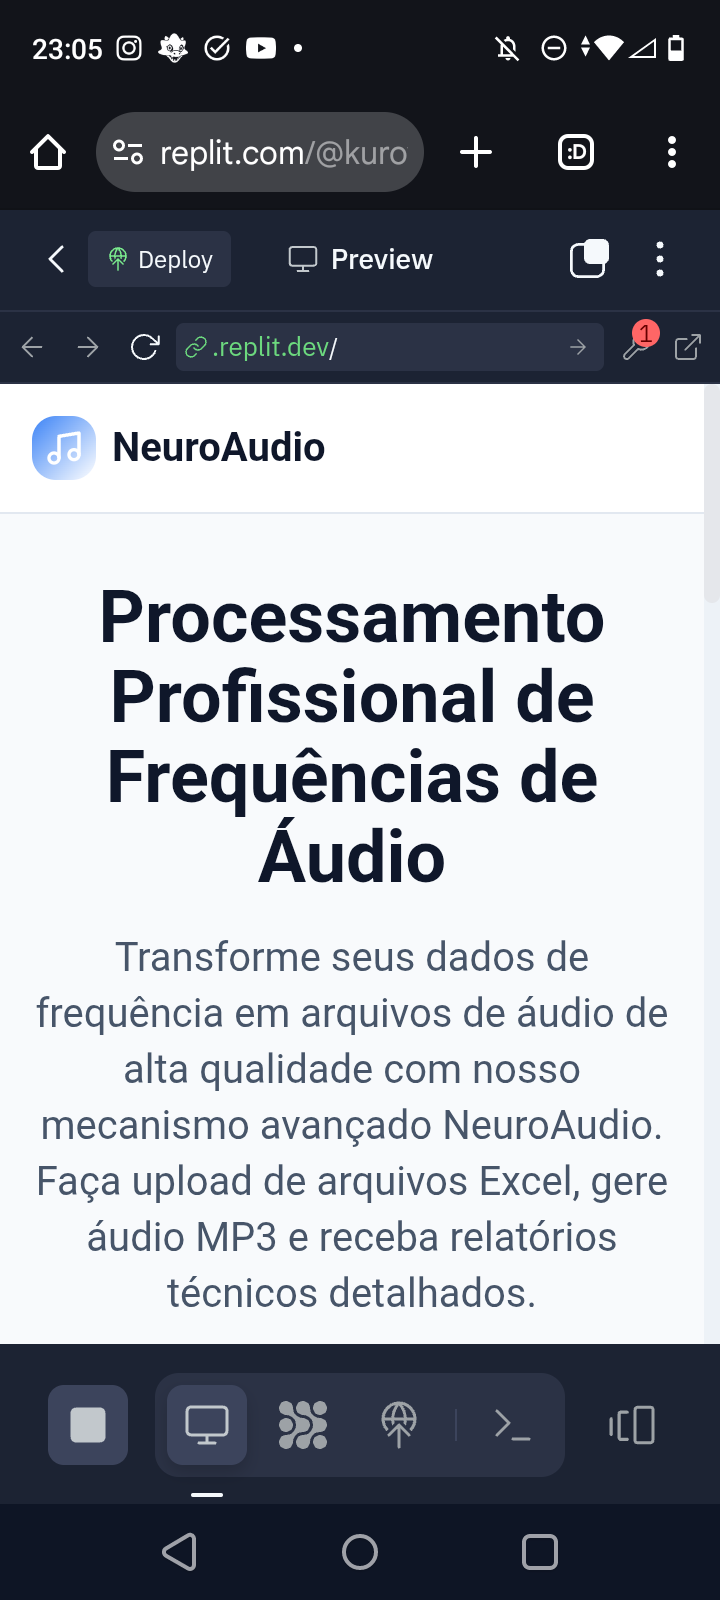 23:05
replit.com/@kuro
:D
Deploy
Preview
.replit.dev/
1
NeuroAudio
Processamento
Profissional de
Frequências de
Áudio
Transforme seus dados de
frequência em arquivos de áudio de
alta qualidade com nosso
mecanismo avançado NeuroAudio.
Faça upload de arquivos Excel, gere
áudio MP3 e receba relatórios
técnicos detalhados.